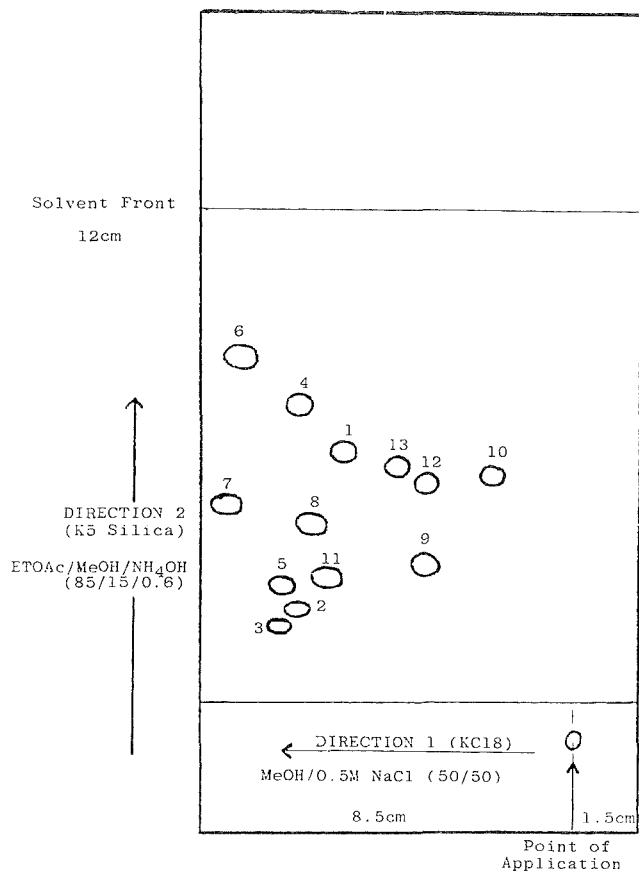 Solvent Front
12cm
6
4
1
13
12
10
7
8
9
5
11
2
3
DIRECTION 2
(K5 Silica)
ETOAc/MeOH/NH₄OH
(85/15/0.6)
DIRECTION 1 (KC18)
MeOH/0.5M NaCl (50/50)
8.5cm
1.5cm
Point of
Application